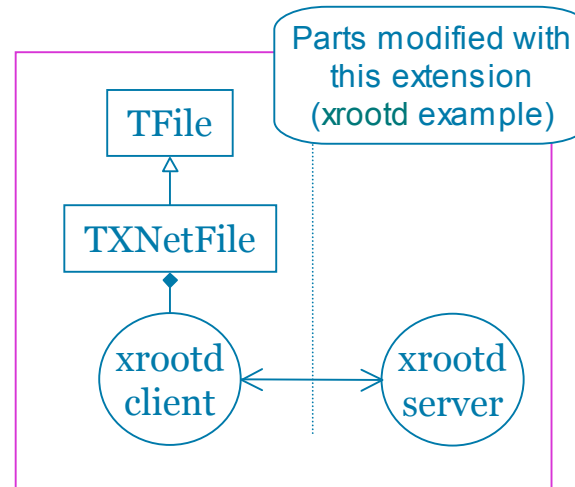 Parts modified with
this extension
(xrootd example)
TFile
TXNetFile
xrootd
client
xrootd
server